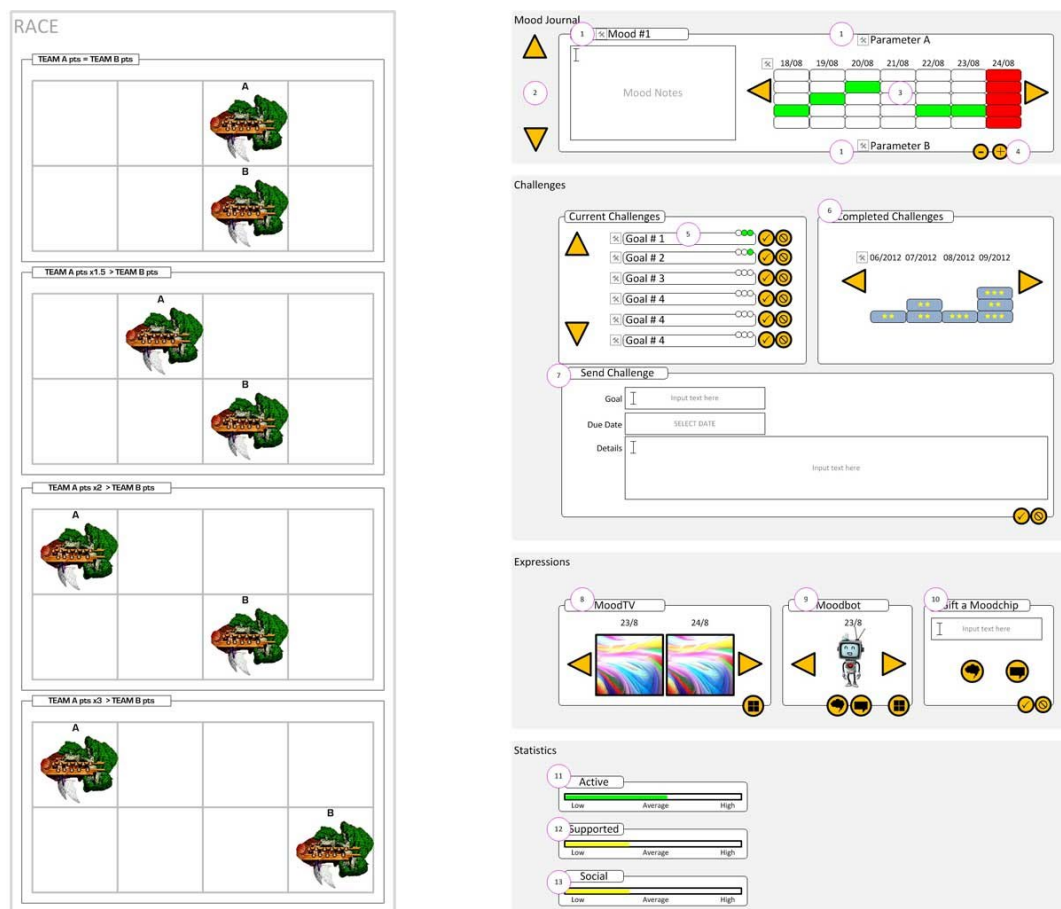 RACE
TEAM A pts = TEAM B pts
A
B
TEAM A pts x1.5 > TEAM B pts
A
B
TEAM A pts x2 > TEAM B pts
A
B
TEAM A pts x3 > TEAM B pts
A
B
Mood Journal
1 Mood #1
1 Parameter A
2
Mood Notes
18/08 19/08 20/08 21/08 22/08 23/08 24/08
3
1 Parameter B
4
Challenges
Current Challenges
5
Goal # 1
Goal # 2
Goal # 3
Goal # 4
Goal # 4
Goal # 4
6 Completed Challenges
06/2012 07/2012 08/2012 09/2012
7 Send Challenge
Goal Input text here
Due Date SELECT DATE
Details
Input text here
Expressions
8 MoodTV
23/8 24/8
9 Moodbot
23/8
10 Gift a Moodchip
Input text here
Statistics
11 Active
Low Average High
12 Supported
Low Average High
13 Social
Low Average High